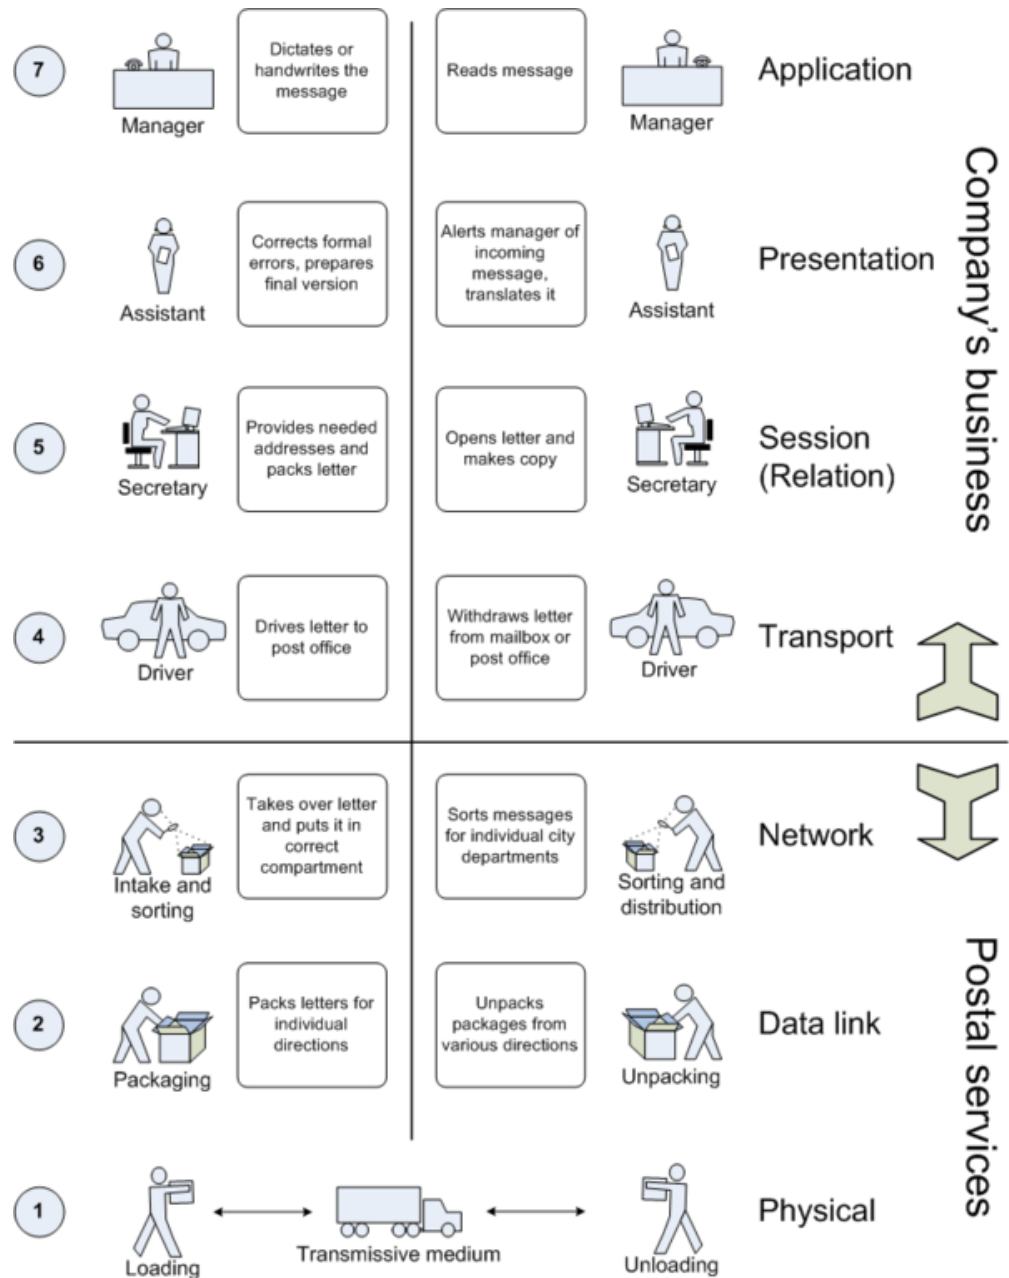 7
Manager
Dictates or
handwrites the
message
Reads message
Manager
Application
6
Assistant
Corrects formal
errors, prepares
final version
Alerts manager of
incoming
message,
translates it
Assistant
Presentation
5
Secretary
Provides needed
addresses and
packs letter
Opens letter and
makes copy
Secretary
Session
(Relation)
4
Driver
Drives letter to
post office
Withdraws letter
from mailbox or
post office
Driver
Transport
Company's business
3
Intake and
sorting
Takes over letter
and puts it in
correct
compartment
Sorts messages
for individual city
departments
Sorting and
distribution
Network
2
Packaging
Packs letters for
individual
directions
Unpacks
packages from
various directions
Unpacking
Data link
1
Loading
Transmissive medium
Unloading
Physical
Postal services